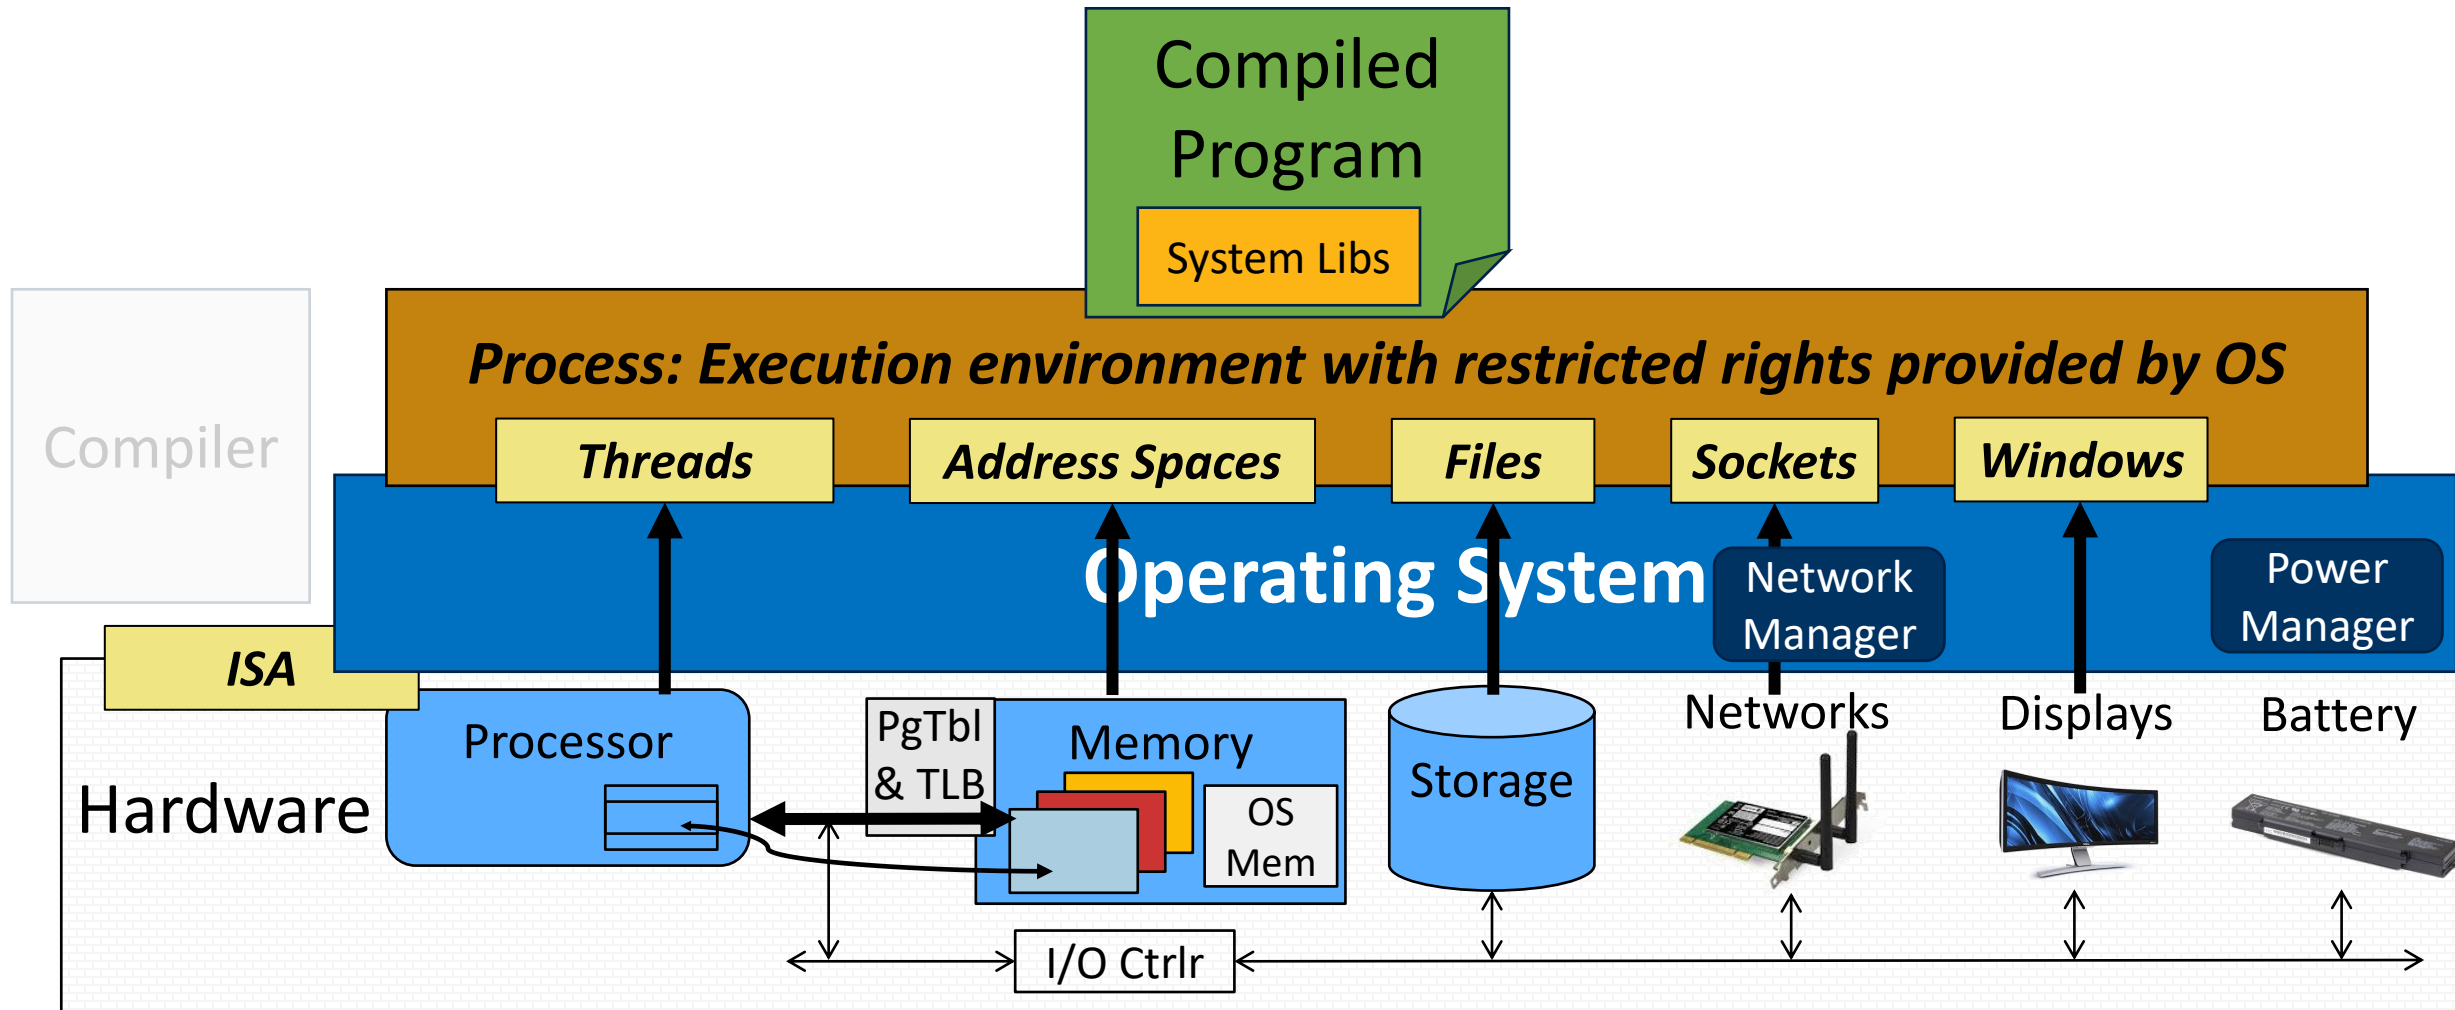 Compiled
Program
System Libs
Compiler
Process: Execution environment with restricted rights provided by OS
Threads
Address Spaces
Files
Sockets
Windows
Operating System
Network
Manager
Power
Manager
ISA
Hardware
Processor
PgTbl
& TLB
Memory
OS
Mem
Storage
Networks
Displays
Battery
I/O Ctrlr